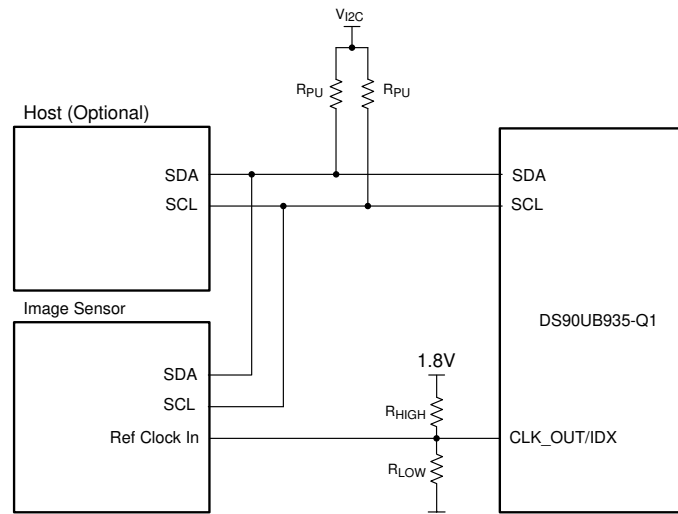 VI2C
RPU
RPU
Host (Optional)
SDA
SCL
SDA
SCL
Image Sensor
DS90UB935-Q1
SDA
SCL
Ref Clock In
1.8V
RHIGH
RLOW
CLK_OUT/IDX